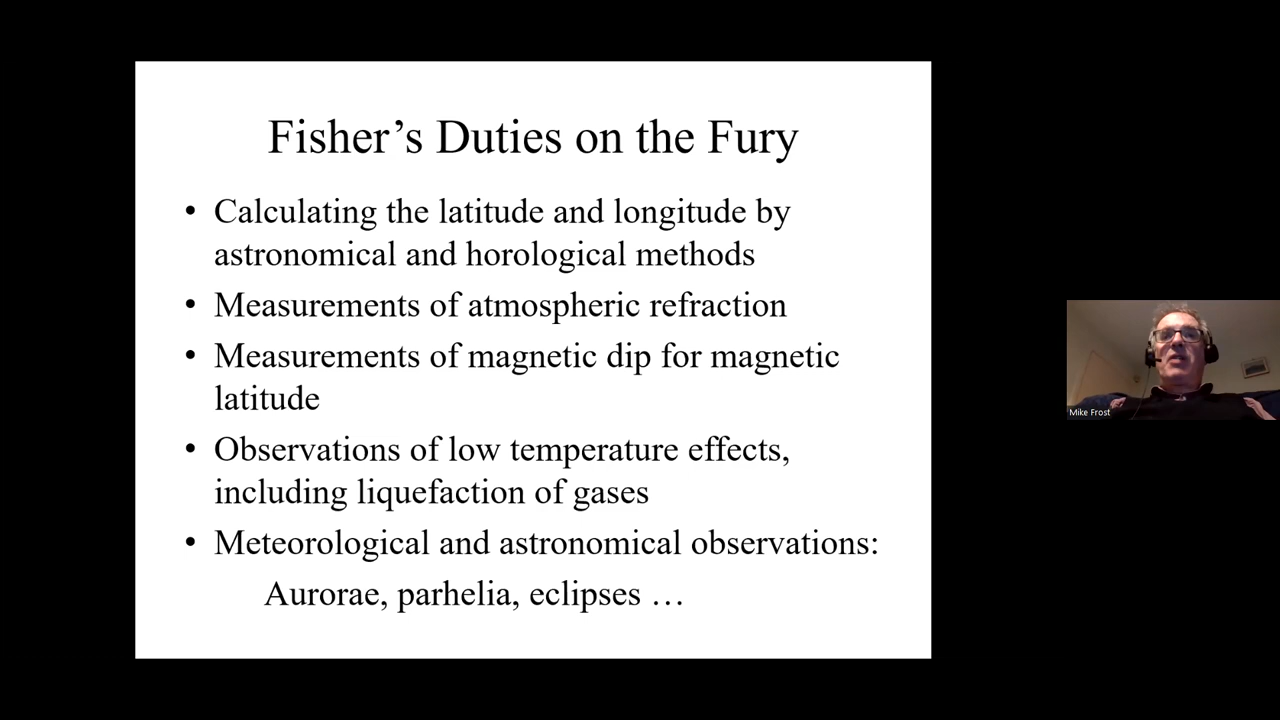 Fisher’s Duties on the Fury
• Calculating the latitude and longitude by
astronomical and horological methods
• Measurements of atmospheric refraction
• Measurements of magnetic dip for magnetic
latitude
• Observations of low temperature effects,
including liquefaction of gases
• Meteorological and astronomical observations:
Aurorae, parhelia, eclipses …
Mike Frost